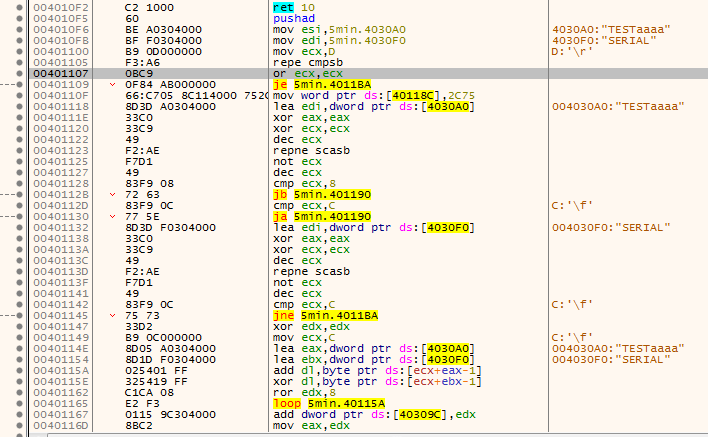 004010F2 C2 1000 ret 10
004010F5 60 pushad
004010F6 BE A0304000 mov esi,5min.4030A0 4030A0:"TESTaaaa"
004010FB BF F0304000 mov edi,5min.4030F0 4030F0:"SERIAL"
00401100 B9 0D000000 mov ecx,D D:'\r'
00401105 F3:A6 repe cmpsb
00401107 0BC9 or ecx,ecx
00401109 0F84 AB000000 je 5min.4011BA
0040110F 66:C705 8C114000 752C mov word ptr ds:[40118C],2C75
00401118 8D3D A0304000 lea edi,dword ptr ds:[4030A0] 004030A0:"TESTaaaa"
0040111E 33C0 xor eax,eax
00401120 33C9 xor ecx,ecx
00401122 49 dec ecx
00401123 F2:AE repne scasb
00401125 F7D1 not ecx
00401127 49 dec ecx
00401128 83F9 08 cmp ecx,8
0040112B 72 63 jb 5min.401190
0040112D 83F9 0C cmp ecx,C C:'\f'
00401130 77 5E ja 5min.401190
00401132 8D3D F0304000 lea edi,dword ptr ds:[4030F0] 004030F0:"SERIAL"
00401138 33C0 xor eax,eax
0040113A 33C9 xor ecx,ecx
0040113C 49 dec ecx
0040113D F2:AE repne scasb
0040113F F7D1 not ecx
00401141 49 dec ecx
00401142 83F9 0C cmp ecx,C C:'\f'
00401145 75 73 jne 5min.4011BA
00401147 33D2 xor edx,edx
00401149 B9 0C000000 mov ecx,C C:'\f'
0040114E 8D05 A0304000 lea eax,dword ptr ds:[4030A0] 004030A0:"TESTaaaa"
00401154 8D1D F0304000 lea ebx,dword ptr ds:[4030F0] 004030F0:"SERIAL"
0040115A 025401 FF add dl,byte ptr ds:[ecx+eax-1]
0040115E 325419 FF xor dl,byte ptr ds:[ecx+ebx-1]
00401162 C1CA 08 ror edx,8
00401165 E2 F3 loop 5min.40115A
00401167 0115 9C304000 add dword ptr ds:[40309C],edx
0040116D 8BC2 mov eax,edx